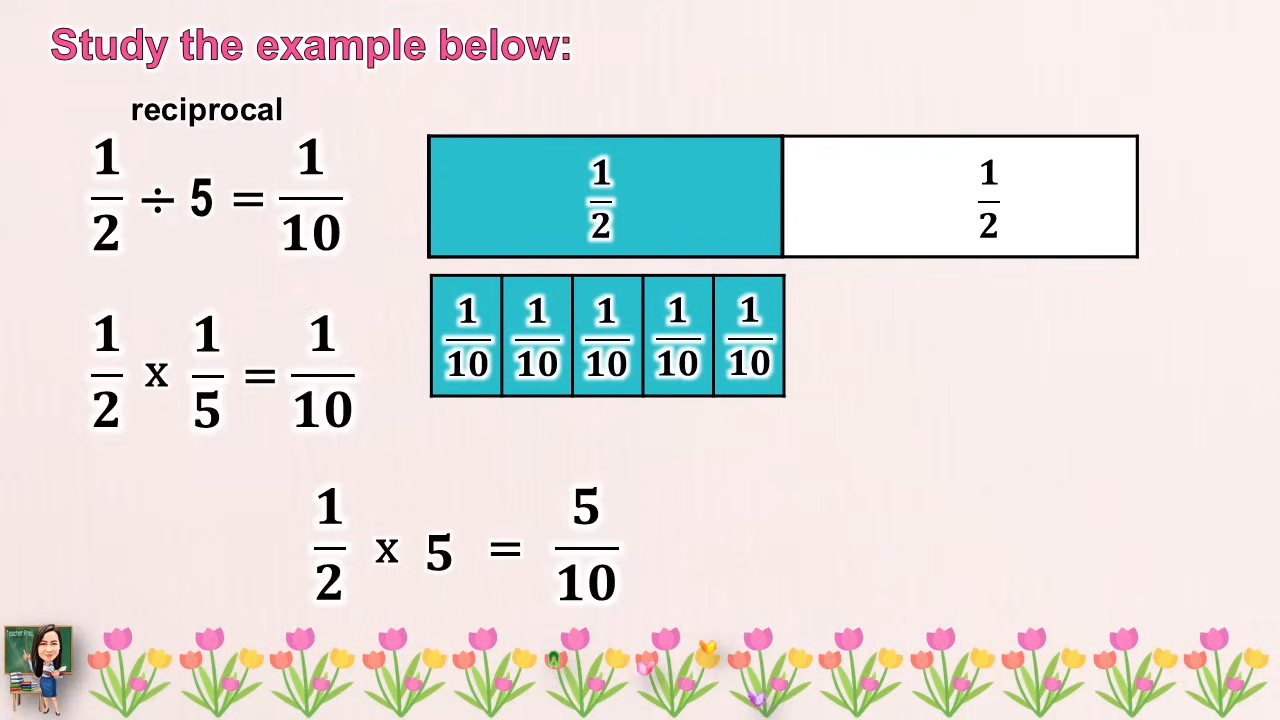 Study the example below:
reciprocal
1/2 ÷ 5 = 1/10
1/2 1/2
1/10 1/10 1/10 1/10 1/10
1/2 x 1/5 = 1/10
1/2 x 5 = 5/10